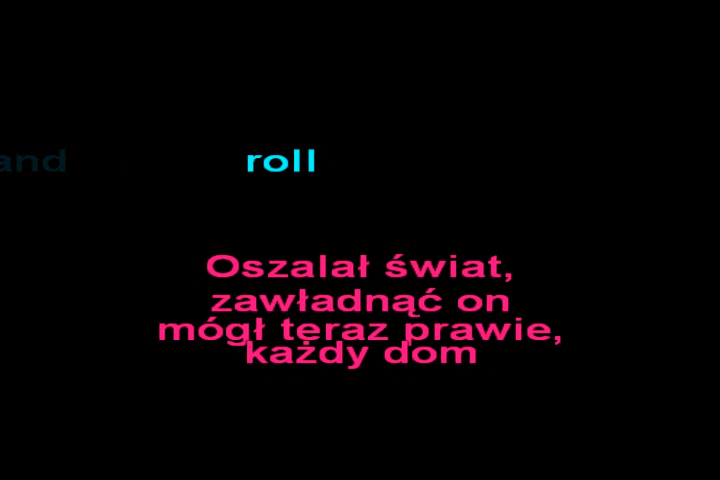 and roll
Oszalał świat,
zawładnąć on
mógł teraz prawie,
każdy dom